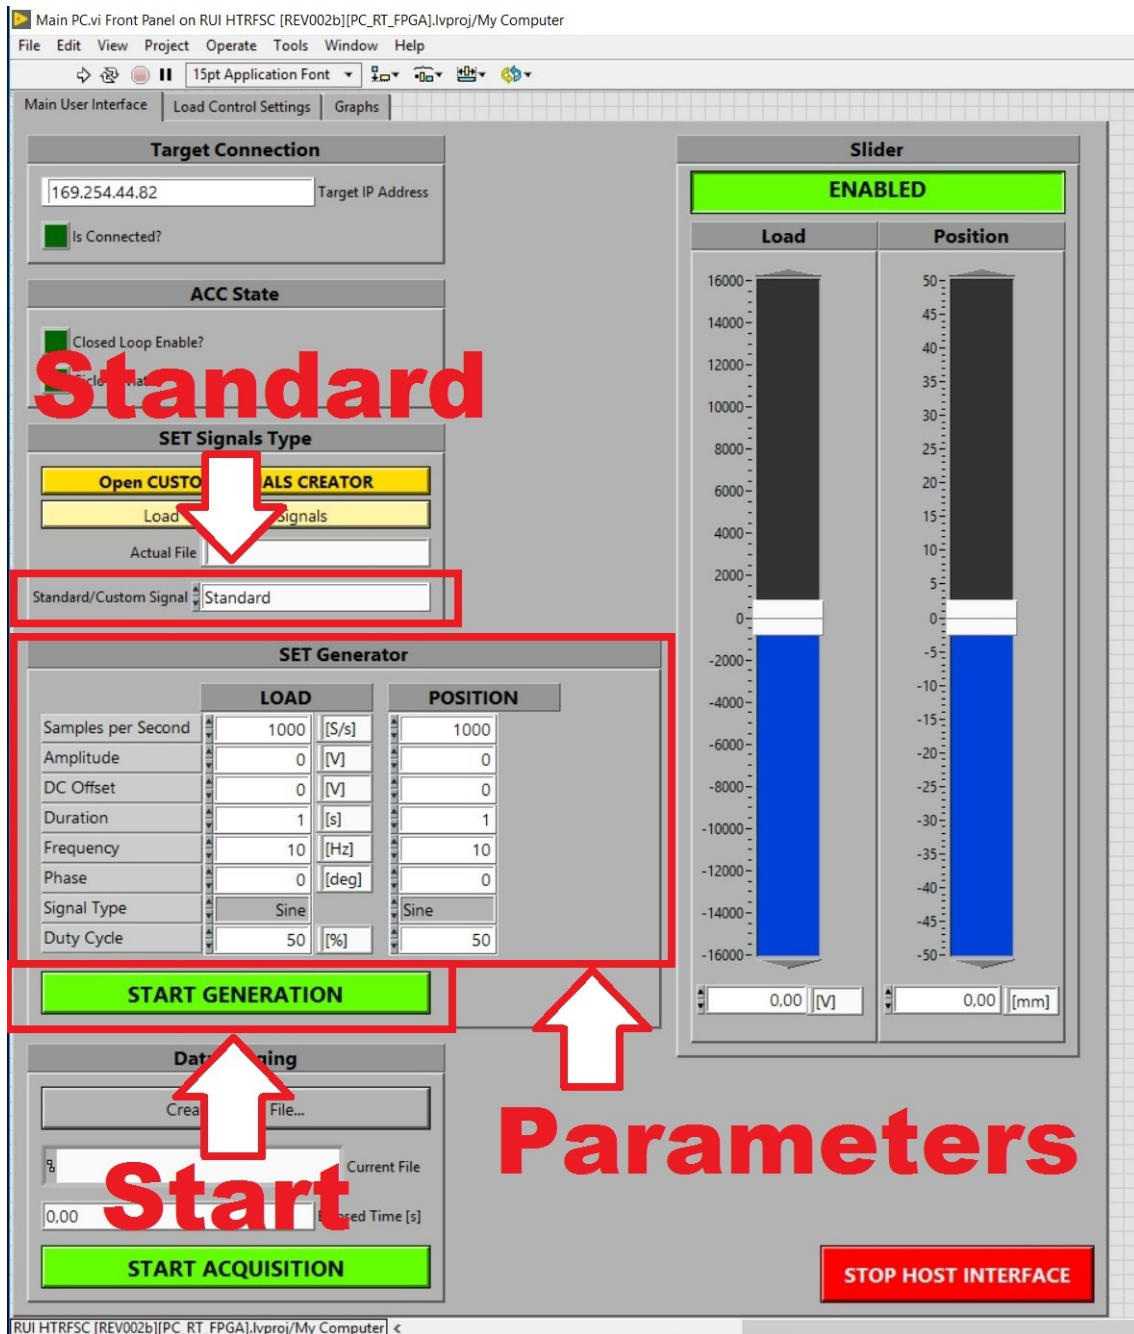 Main PC.vi Front Panel on RUI HTRFSC [REV002b][PC_RT_FPGA].lvproj/My Computer
File Edit View Project Operate Tools Window Help
15pt Application Font
Main User Interface Load Control Settings Graphs
Target Connection
169.254.44.82 Target IP Address
Is Connected?
ACC State
Closed Loop Enable?
Standard
SET Signals Type
Open CREATOR
Load
Actual File
Standard/Custom Signal Standard
SET Generator
LOAD POSITION
Samples per Second 1000 [S/s] 1000
Amplitude 0 [V] 0
DC Offset 0 [V] 0
Duration 1 [s] 1
Frequency 10 [Hz] 10
Phase 0 [deg] 0
Signal Type Sine Sine
Duty Cycle 50 [%] 50
START GENERATION
Parameters
Data
File...
Current File
Start
0,00 Time [s]
START ACQUISITION
Slider
ENABLED
Load Position
16000 50
14000 45
40
12000 35
10000 30
8000 25
6000 20
15
4000 10
2000 5
0 0
-2000 -5
-4000 -10
-15
-6000 -20
-8000 -25
-10000 -30
-35
-12000 -40
-14000 -45
-16000 -50
0,00 [V] 0,00 [mm]
STOP HOST INTERFACE
RUI HTRFSC [REV002b][PC_RT_FPGA].lvproj/My Computer <